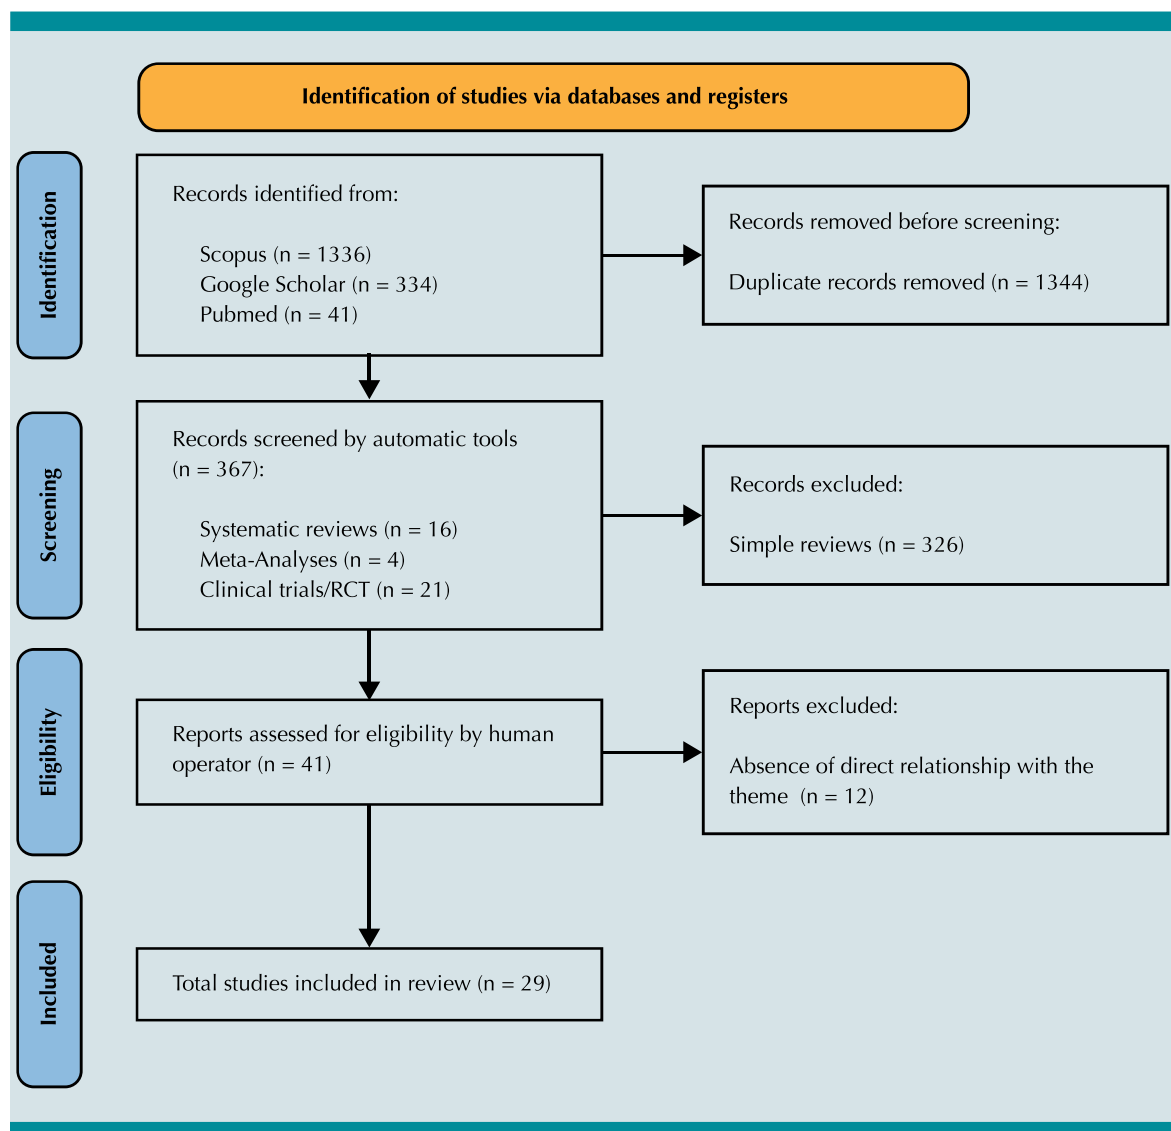 Identification of studies via databases and registers
Identification
Records identified from:
Scopus (n = 1336)
Google Scholar (n = 334)
Pubmed (n = 41)
Records removed before screening:
Duplicate records removed (n = 1344)
Screening
Records screened by automatic tools
(n = 367):
Systematic reviews (n = 16)
Meta-Analyses (n = 4)
Clinical trials/RCT (n = 21)
Records excluded:
Simple reviews (n = 326)
Eligibility
Reports assessed for eligibility by human
operator (n = 41)
Reports excluded:
Absence of direct relationship with the
theme (n = 12)
Included
Total studies included in review (n = 29)